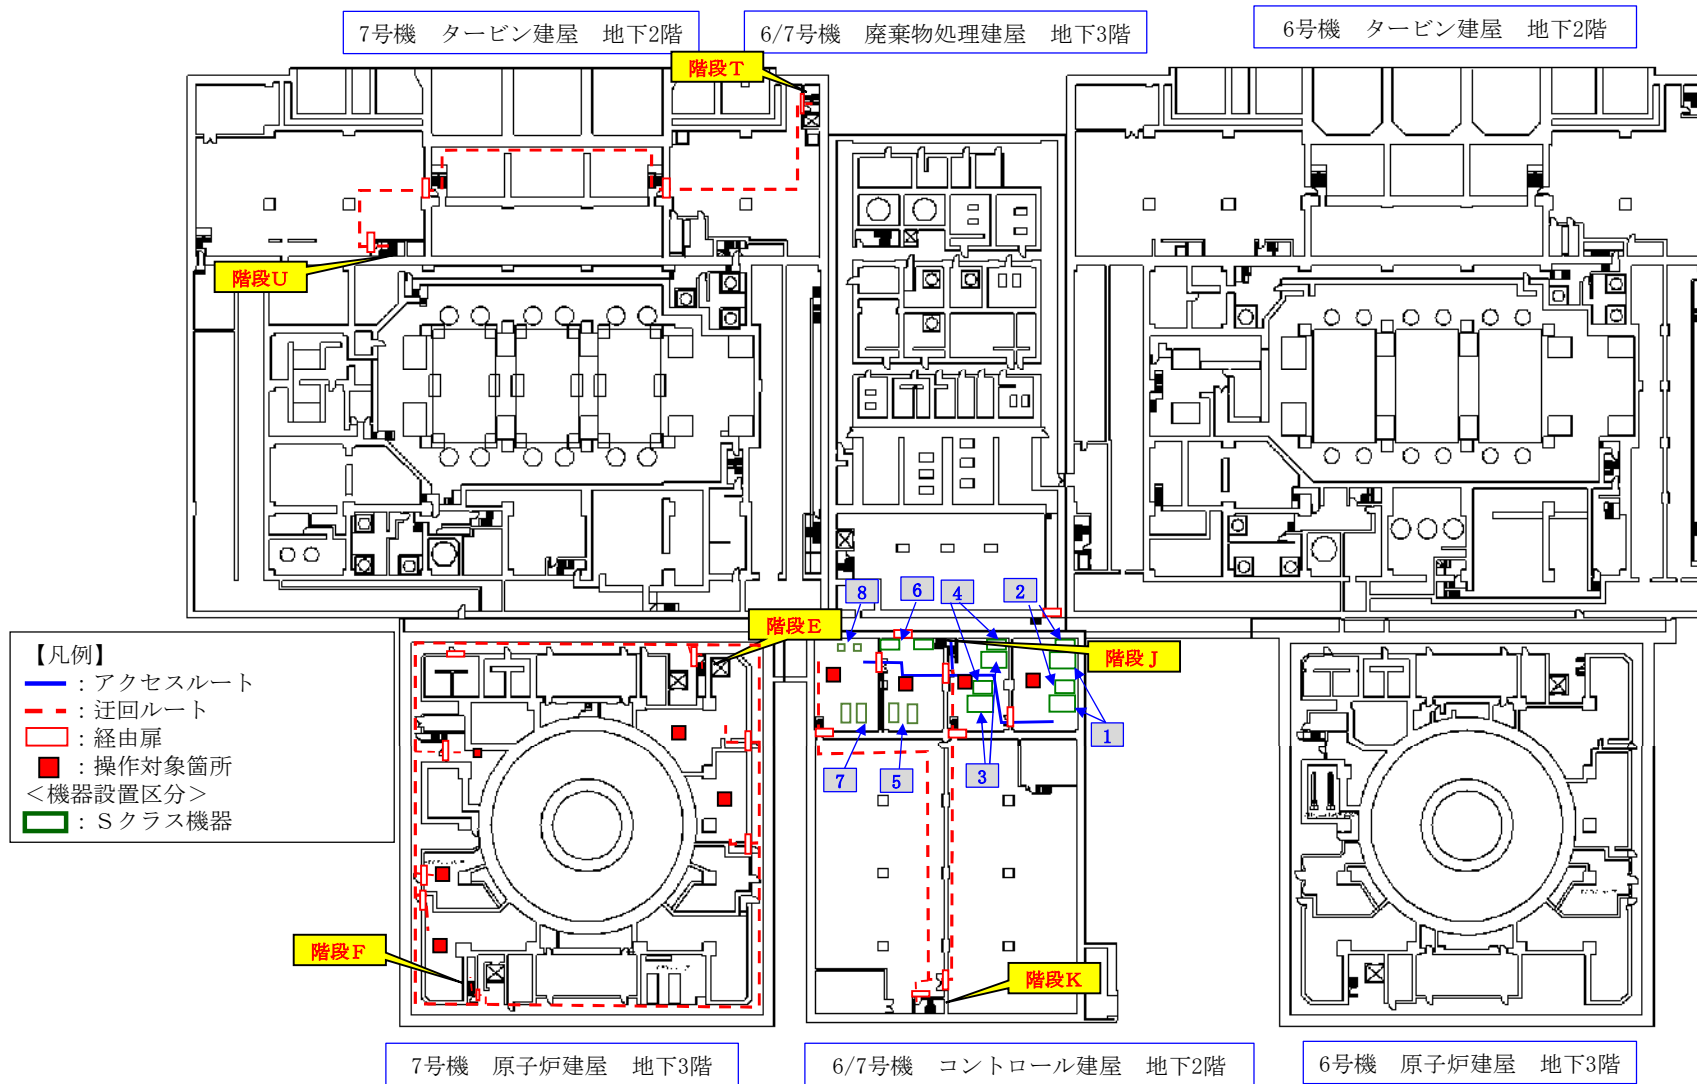 7号機　タービン建屋　地下2階
6/7号機　廃棄物処理建屋　地下3階
6号機　タービン建屋　地下2階
階段T
階段U
8
6
4
2
階段E
階段J
【凡例】
：アクセスルート
：迂回ルート
：経由扉
：操作対象箇所
＜機器設置区分＞
：Sクラス機器
1
7
5
3
階段F
階段K
7号機　原子炉建屋　地下3階
6/7号機　コントロール建屋　地下2階
6号機　原子炉建屋　地下3階